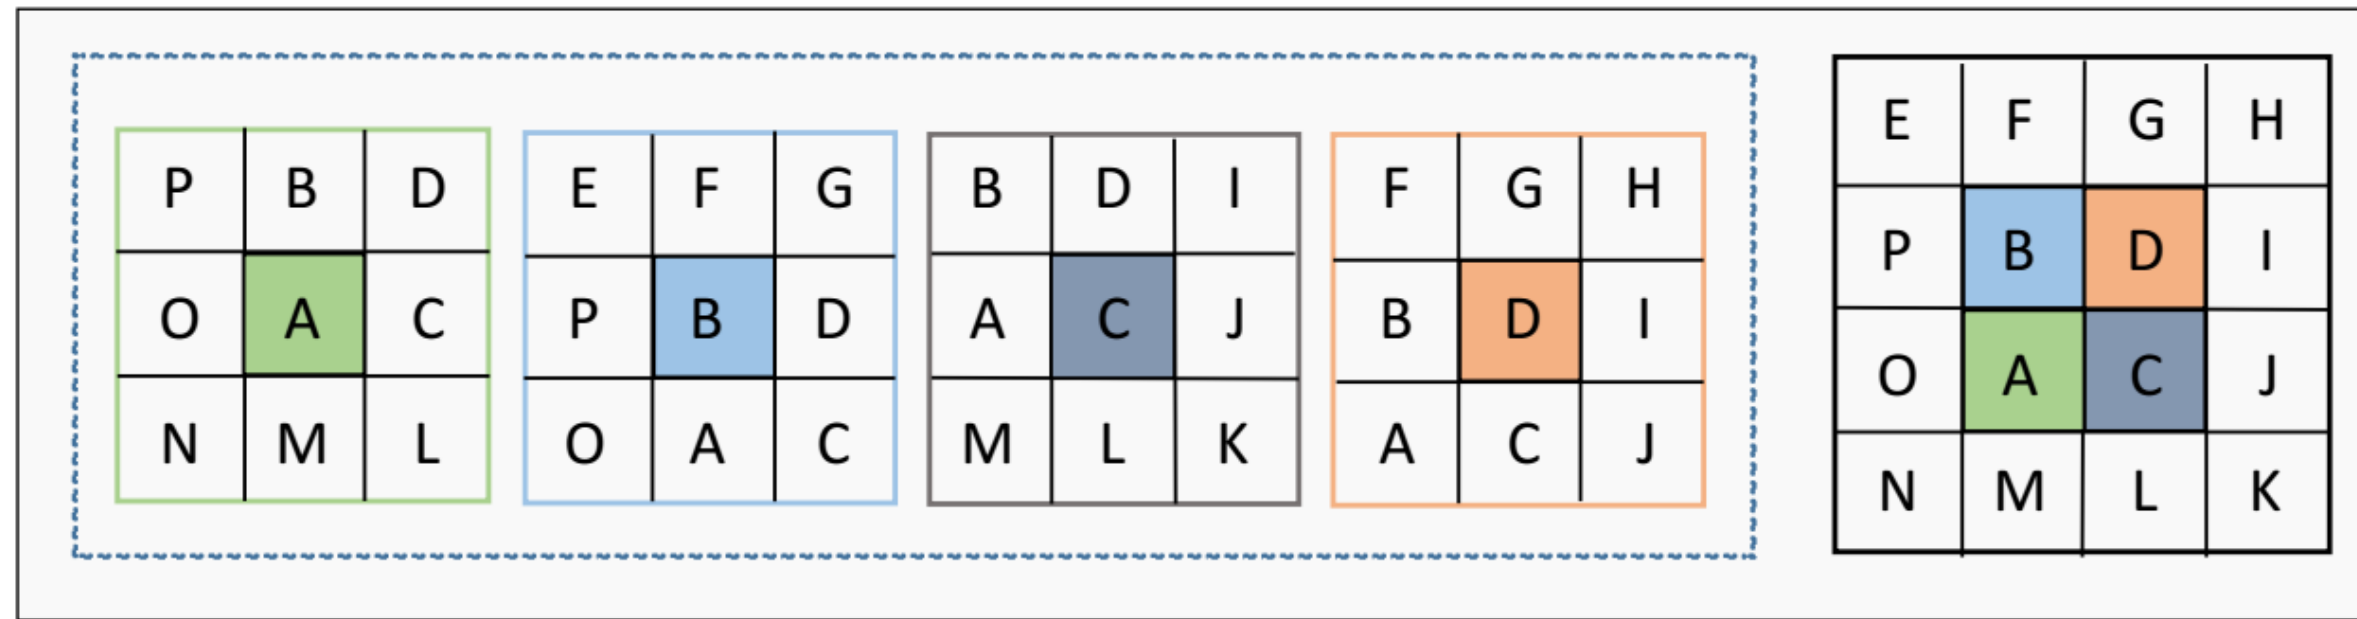 P B D
O A C
N M L
E F G
P B D
O A C
B D I
A C J
M L K
F G H
B D I
A C J
E F G H
P B D I
O A C J
N M L K